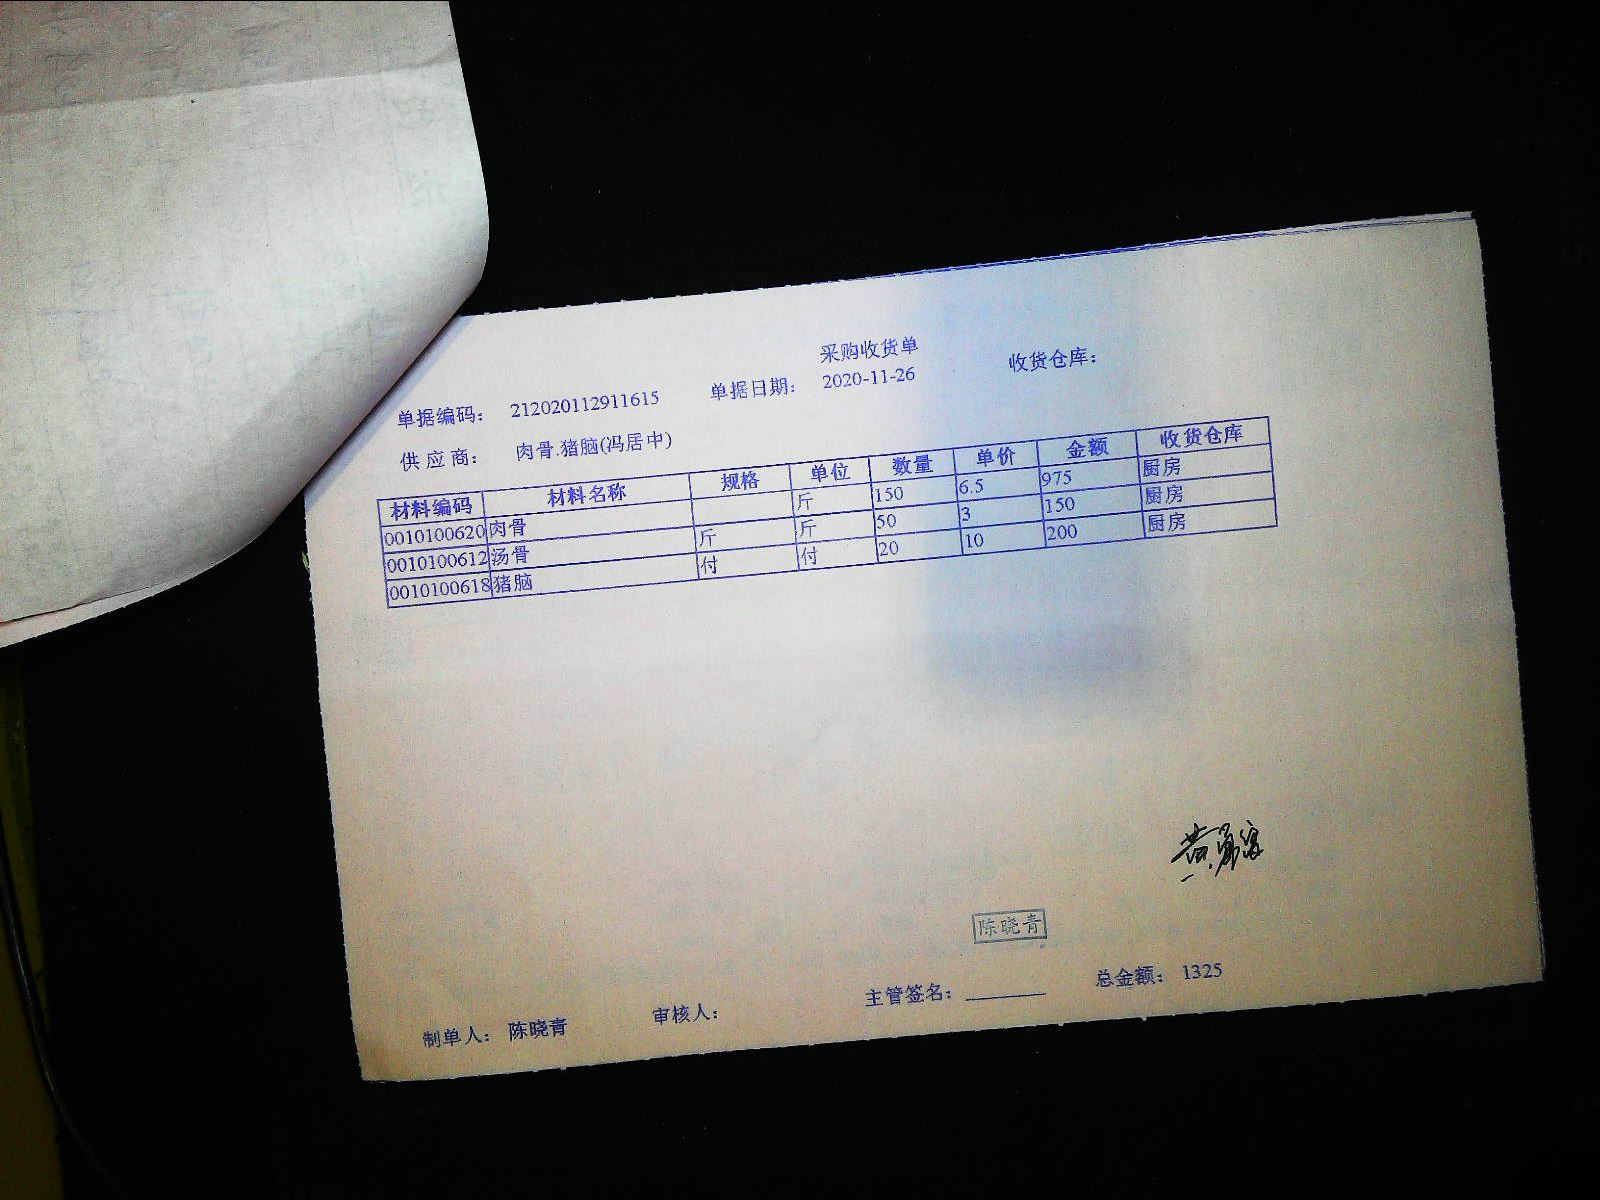 采购收货单
单据编码： 212020112911615 单据日期： 2020-11-26 收货仓库：
供应商： 肉骨.猪脑(冯居中)
材料编码 材料名称 规格 单位 数量 单价 金额 收货仓库
0010100620 肉骨 斤 150 6.5 975 厨房
0010100612 汤骨 斤 斤 50 3 150 厨房
0010100618 猪脑 付 付 20 10 200 厨房
陈晓青
制单人： 陈晓青 审核人： 主管签名： 总金额： 1325